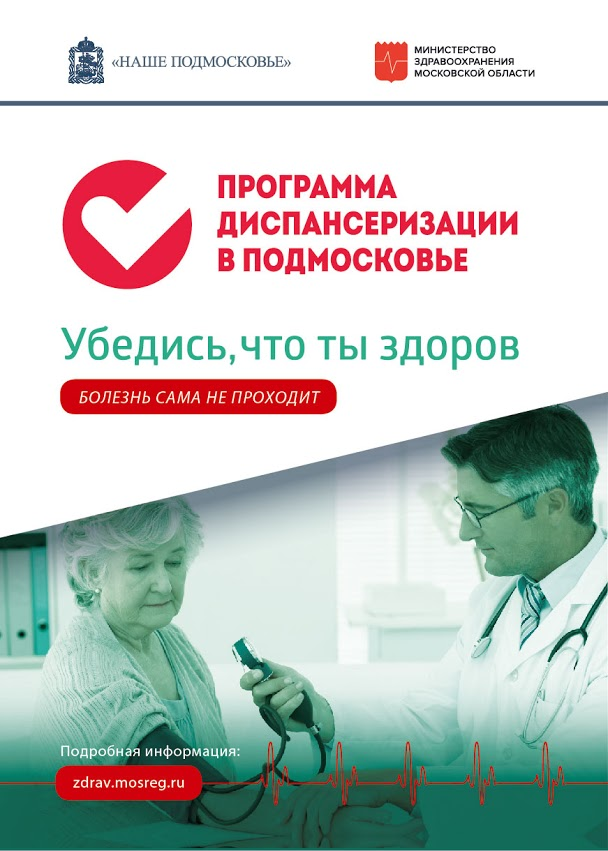 «НАШЕ ПОДМОСКОВЬЕ»
МИНИСТЕРСТВО
ЗДРАВООХРАНЕНИЯ
МОСКОВСКОЙ ОБЛАСТИ
ПРОГРАММА
ДИСПАНСЕРИЗАЦИИ
В ПОДМОСКОВЬЕ
Убедись,что ты здоров
БОЛЕЗНЬ САМА НЕ ПРОХОДИТ
Подробная информация:
zdrav.mosreg.ru